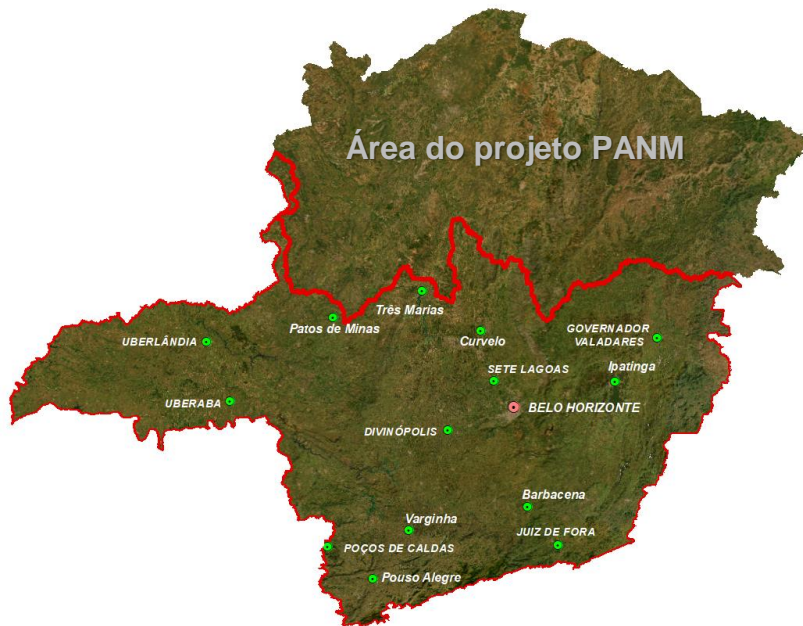 Área do projeto PANM
Três Marias
Patos de Minas
UBERLÂNDIA
Curvelo
GOVERNADOR
VALADARES
SETE LAGOAS
Ipatinga
UBERABA
BELO HORIZONTE
DIVINÓPOLIS
Barbacena
Varginha
JUIZ DE FORA
POÇOS DE CALDAS
Pouso Alegre